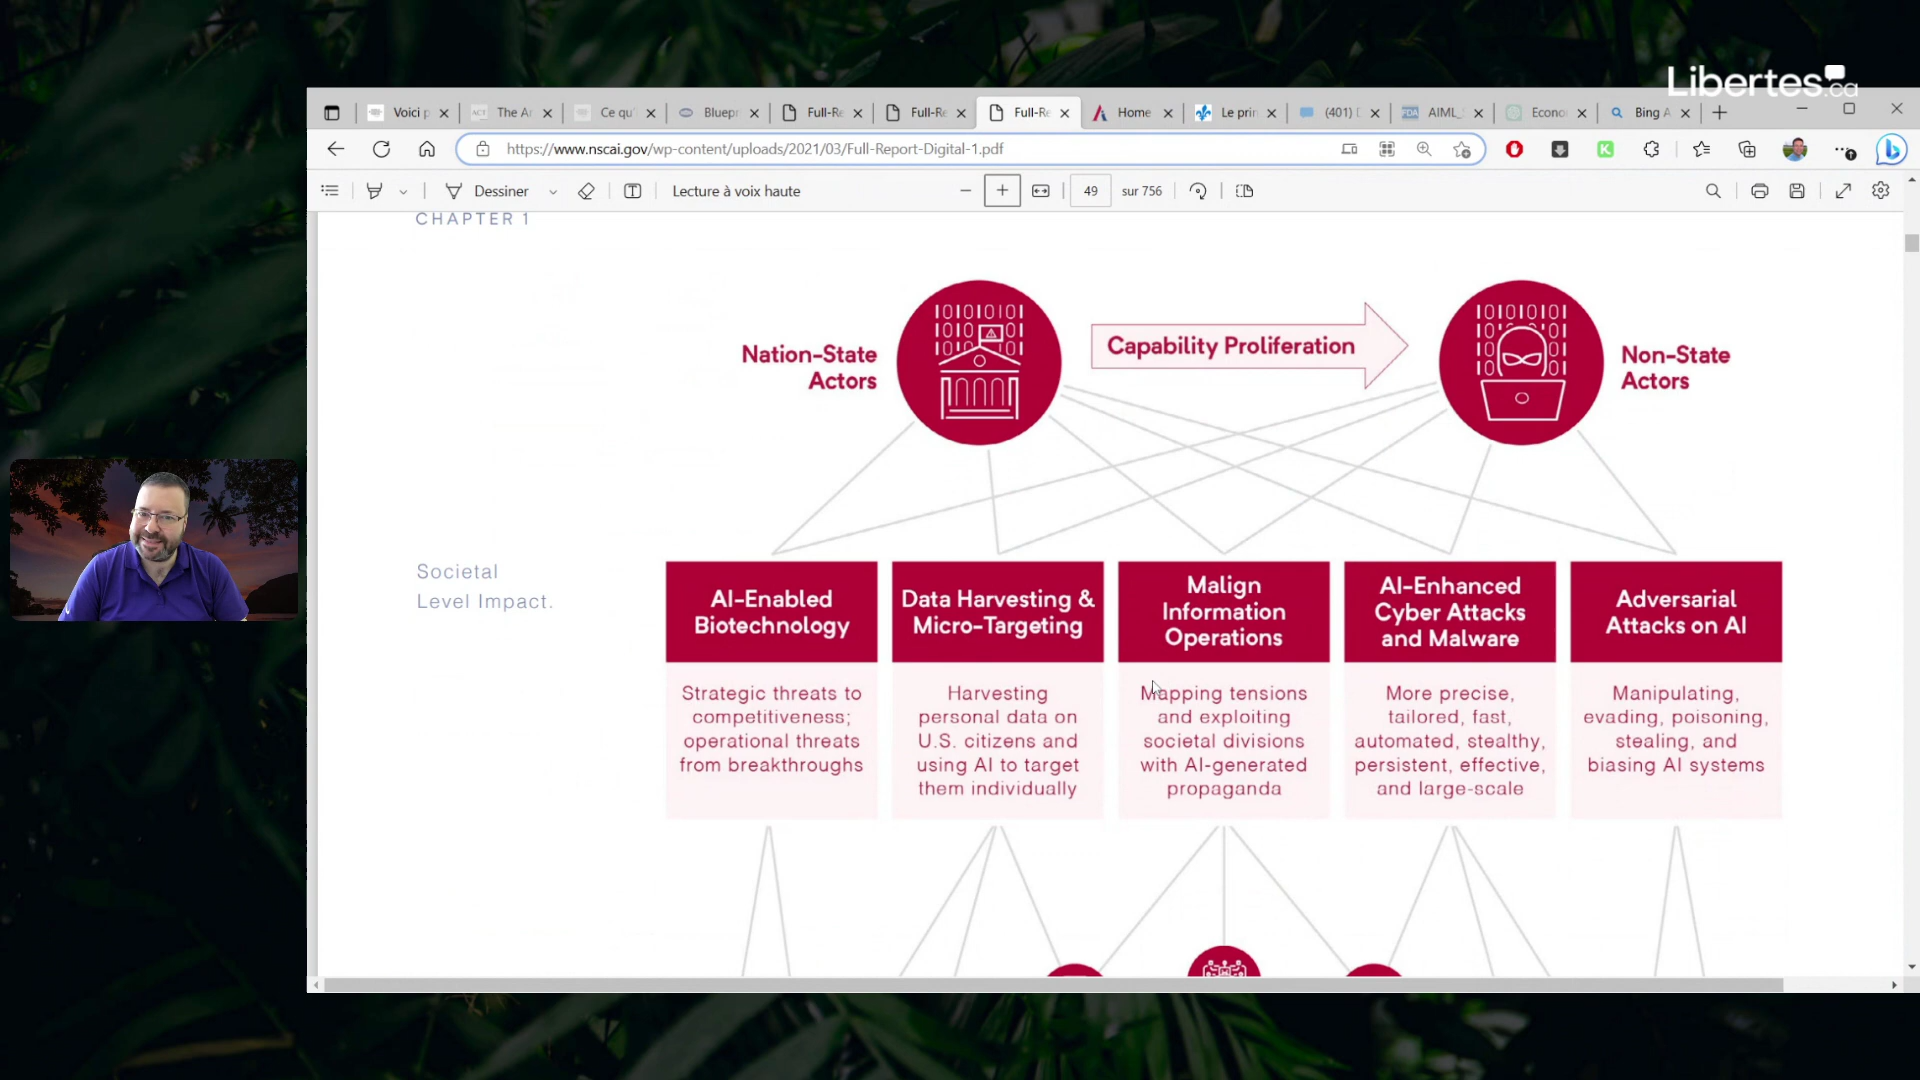 Libertes.ca
Voici p
The Ar
Ce qu'
Bluepr
Full-Re
Full-Re
Full-Re
Home
Le prin
(401)
AIML_
Econo
Bing A
https://www.nscai.gov/wp-content/uploads/2021/03/Full-Report-Digital-1.pdf
Dessiner
Lecture à voix haute
49
sur 756
CHAPTER 1
Nation-State
Actors
Capability Proliferation
Non-State
Actors
Societal
Level Impact.
AI-Enabled
Biotechnology
Strategic threats to
competitiveness;
operational threats
from breakthroughs
Data Harvesting &
Micro-Targeting
Harvesting
personal data on
U.S. citizens and
using AI to target
them individually
Malign
Information
Operations
Mapping tensions
and exploiting
societal divisions
with AI-generated
propaganda
AI-Enhanced
Cyber Attacks
and Malware
More precise,
tailored, fast,
automated, stealthy,
persistent, effective,
and large-scale
Adversarial
Attacks on AI
Manipulating,
evading, poisoning,
stealing, and
biasing AI systems